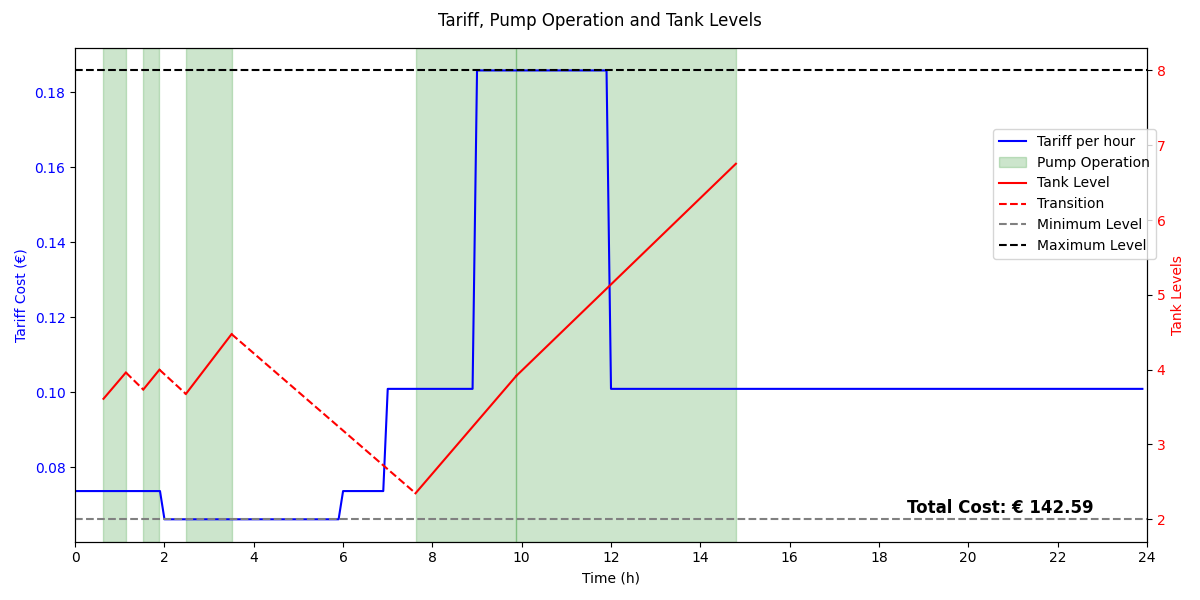 Tariff, Pump Operation and Tank Levels
0.18
0.16
0.14
0.12
0.10
0.08
Tariff Cost (€)
8
7
6
5
4
3
2
Tank Levels
Tariff per hour
Pump Operation
Tank Level
Transition
Minimum Level
Maximum Level
Total Cost: € 142.59
0 2 4 6 8 10 12 14 16 18 20 22 24
Time (h)